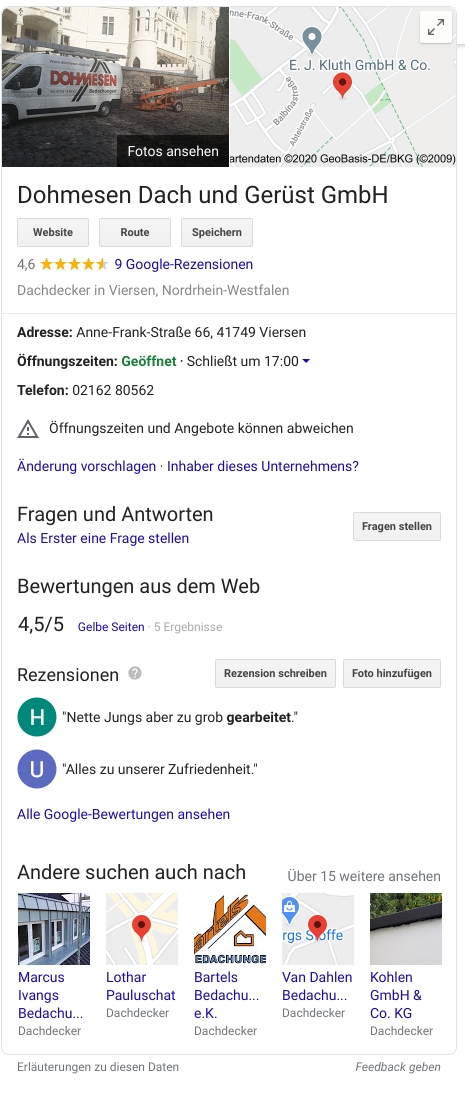 DOHMESEN
Bedachungen
Fotos ansehen
nne-Frank-Straße
E. J. Kluth GmbH & Co.
Balbinastraße
Abteistraße
artendaten ©2020 GeoBasis-DE/BKG (©2009)
Dohmesen Dach und Gerüst GmbH
Website Route Speichern
4,6 9 Google-Rezensionen
Dachdecker in Viersen, Nordrhein-Westfalen
Adresse: Anne-Frank-Straße 66, 41749 Viersen
Öffnungszeiten: Geöffnet · Schließt um 17:00
Telefon: 02162 80562
Öffnungszeiten und Angebote können abweichen
Änderung vorschlagen · Inhaber dieses Unternehmens?
Fragen und Antworten
Fragen stellen
Als Erster eine Frage stellen
Bewertungen aus dem Web
4,5/5 Gelbe Seiten · 5 Ergebnisse
Rezensionen ? Rezension schreiben Foto hinzufügen
H "Nette Jungs aber zu grob gearbeitet."
U "Alles zu unserer Zufriedenheit."
Alle Google-Bewertungen ansehen
Andere suchen auch nach Über 15 weitere ansehen
artels
EDACHUNGE
rgs Stoffe
Marcus
Ivangs
Bedachu...
Dachdecker
Lothar
Pauluschat
Dachdecker
Bartels
Bedachu...
e.K.
Dachdecker
Van Dahlen
Bedachu...
Dachdecker
Kohlen
GmbH &
Co. KG
Dachdecker
Erläuterungen zu diesen Daten Feedback geben